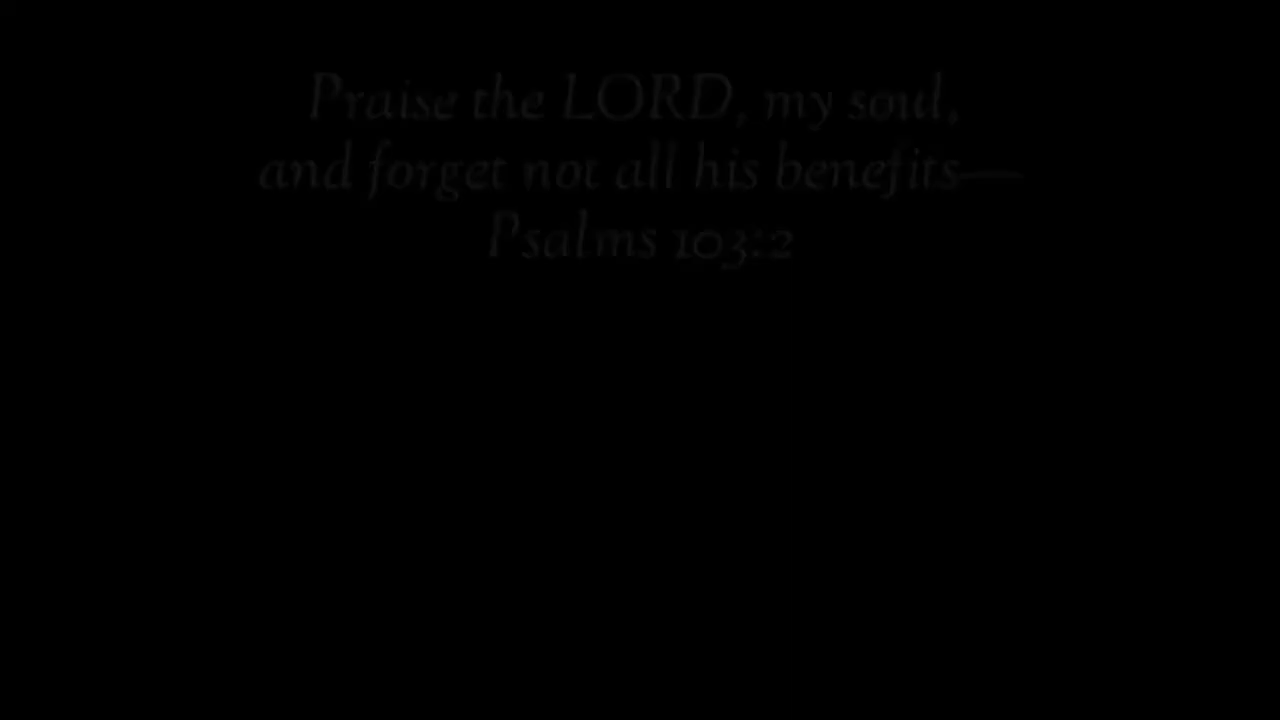 Praise the LORD, my soul,
and forget not all his benefits—
Psalms 103:2